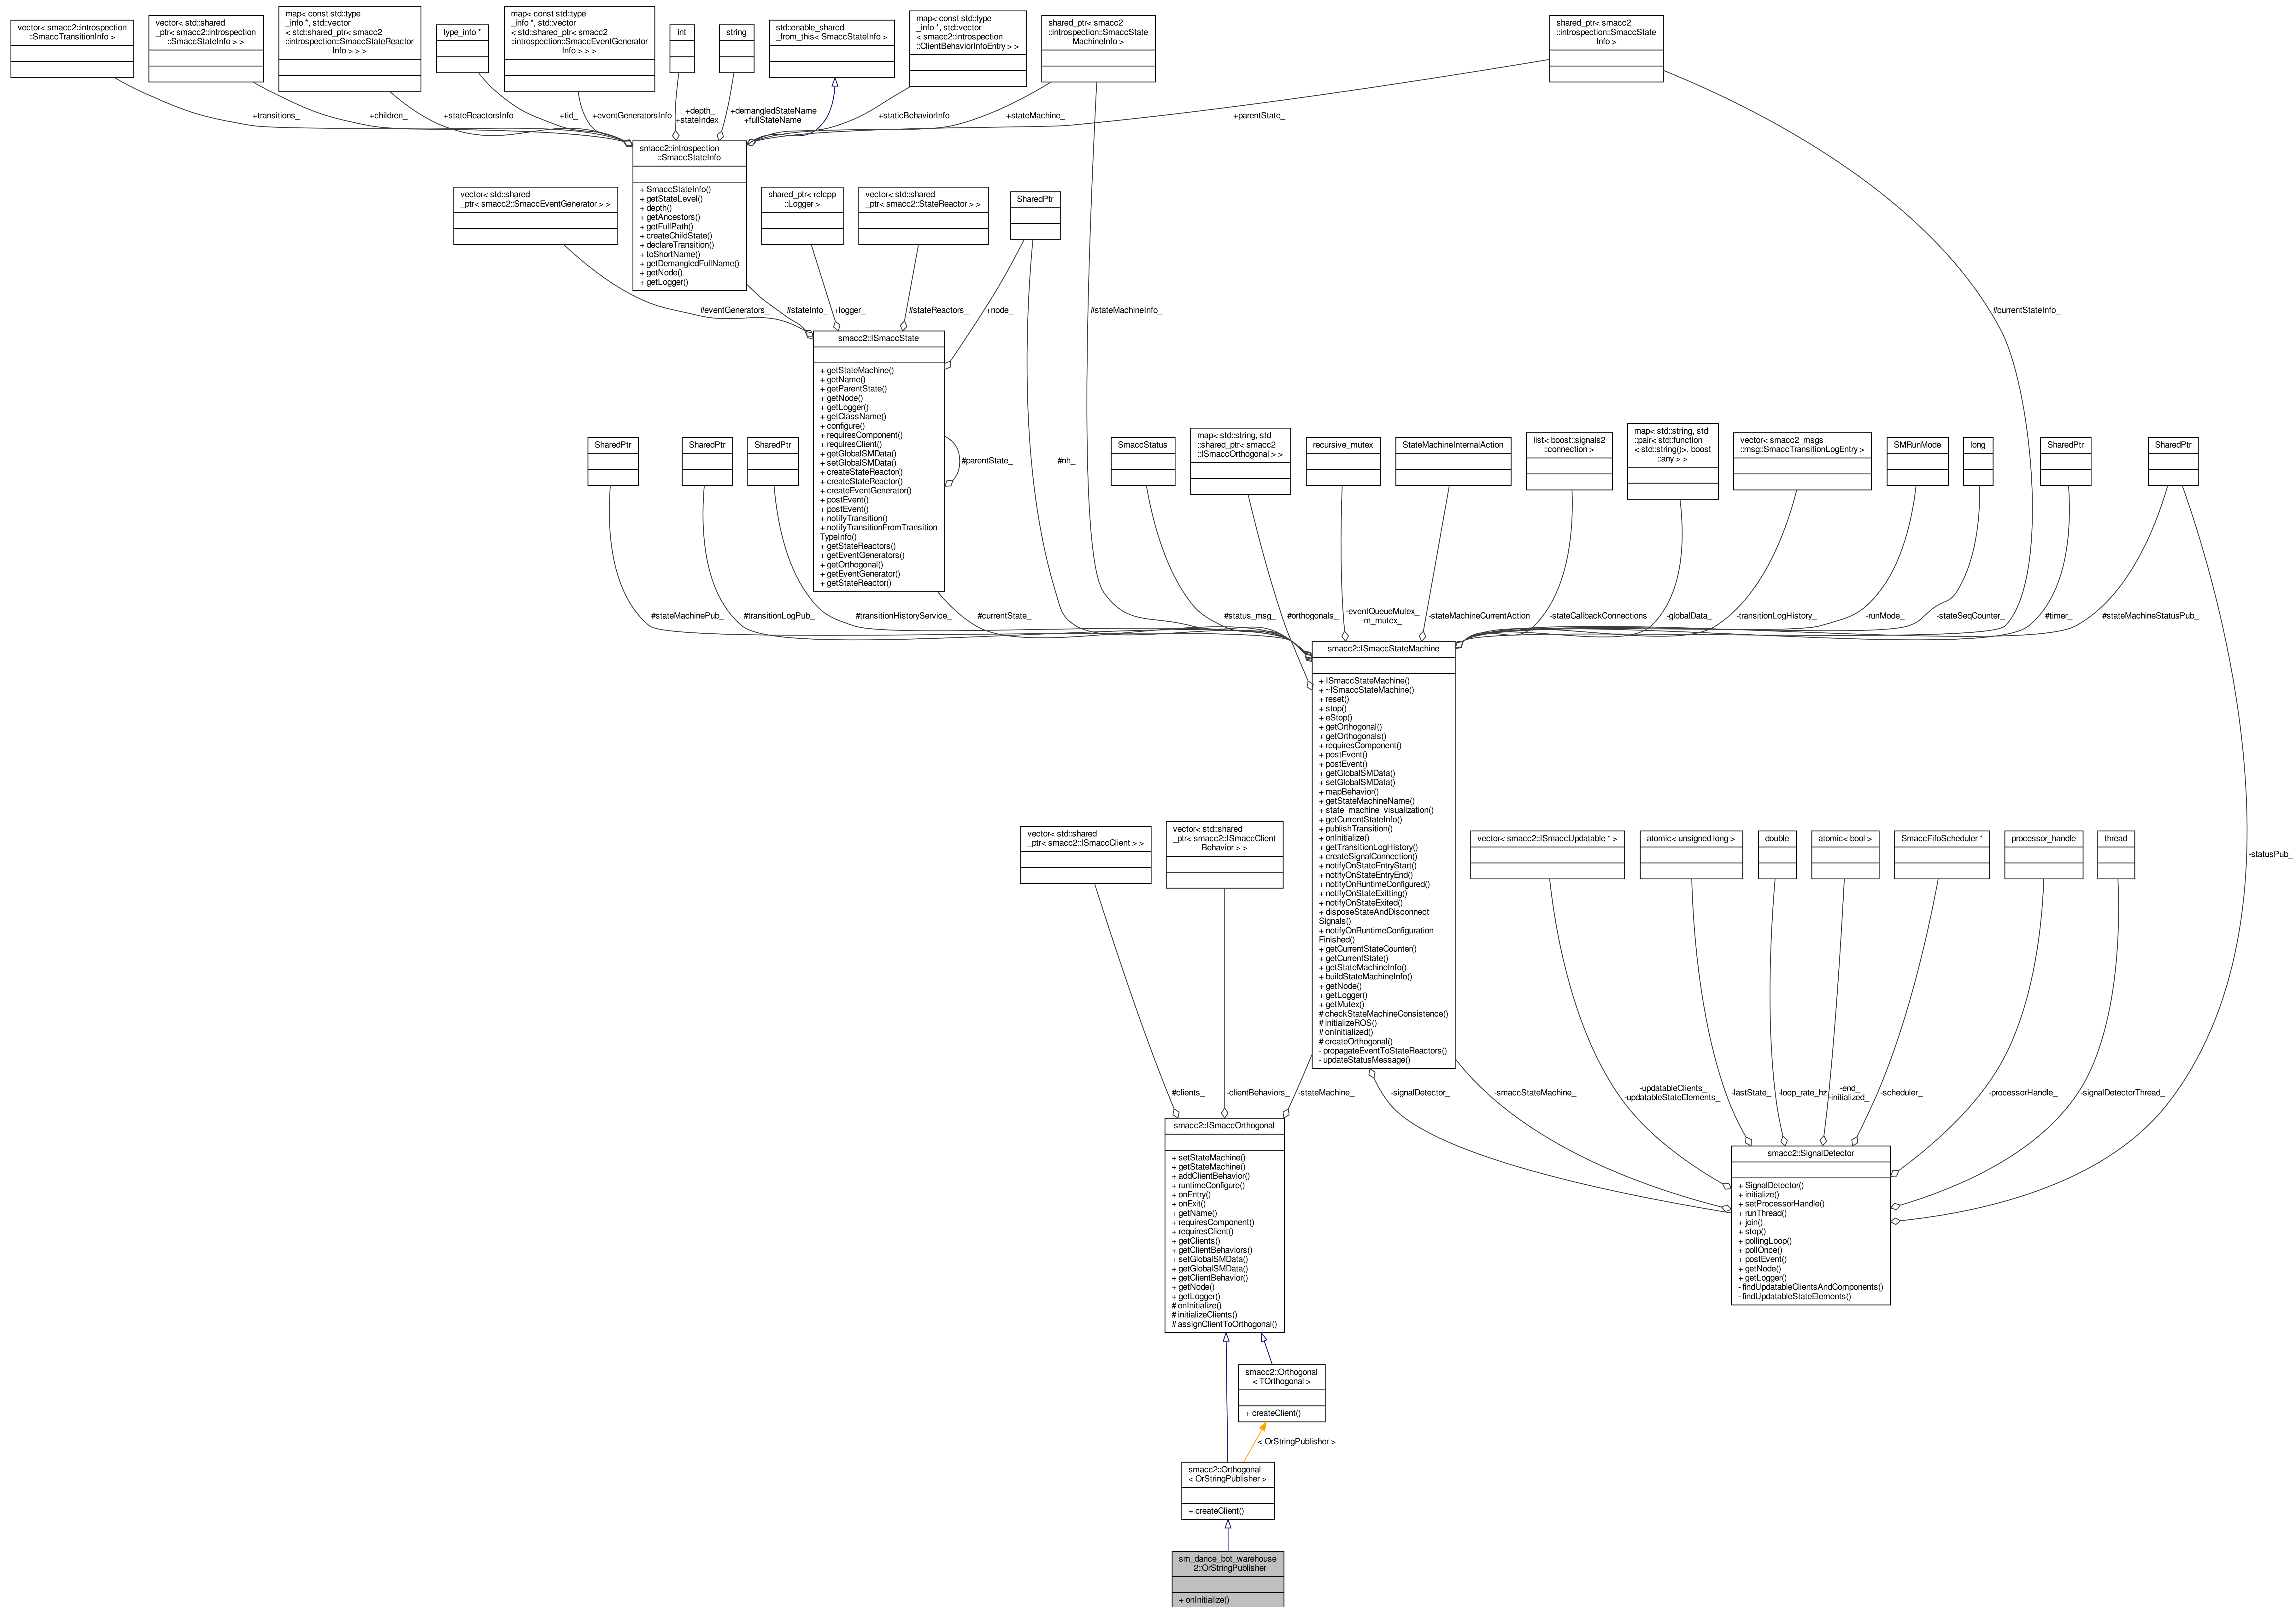 vector< smacc2::introspection
::SmaccTransitionInfo >
vector< std::shared
_ptr< smacc2::introspection
::SmaccStateInfo > >
map< const std::type
_info *, std::vector
< std::shared_ptr< smacc2
::introspection::SmaccStateReactor
Info > > >
type_info *
map< const std::type
_info *, std::vector
< std::shared_ptr< smacc2
::introspection::SmaccEventGenerator
Info > > >
int
string
std::enable_shared
_from_this< SmaccStateInfo >
map< const std::type
_info *, std::vector
< smacc2::introspection
::ClientBehaviorInfoEntry > >
shared_ptr< smacc2
::introspection::SmaccState
MachineInfo >
shared_ptr< smacc2
::introspection::SmaccState
Info >
+transitions_
+children_
+stateReactorsInfo
+tid_
+eventGeneratorsInfo
+depth_
+stateIndex_
+demangledStateName
+fullStateName
+staticBehaviorInfo
+stateMachine_
+parentState_
smacc2::introspection
::SmaccStateInfo
+ SmaccStateInfo()
+ getStateLevel()
+ depth()
+ getAncestors()
+ getFullPath()
+ createChildState()
+ declareTransition()
+ toShortName()
+ getDemangledFullName()
+ getNode()
+ getLogger()
vector< std::shared
_ptr< smacc2::SmaccEventGenerator > >
shared_ptr< rclcpp
::Logger >
vector< std::shared
_ptr< smacc2::StateReactor > >
SharedPtr
#eventGenerators_
#stateInfo_
+logger_
#stateReactors_
+node_
#stateMachineInfo_
#currentStateInfo_
smacc2::ISmaccState
+ getStateMachine()
+ getName()
+ getParentState()
+ getNode()
+ getLogger()
+ getClassName()
+ configure()
+ requiresComponent()
+ requiresClient()
+ getGlobalSMData()
+ setGlobalSMData()
+ createStateReactor()
+ createStateReactor()
+ createEventGenerator()
+ postEvent()
+ postEvent()
+ notifyTransition()
+ notifyTransitionFromTransition
TypeInfo()
+ getStateReactors()
+ getEventGenerators()
+ getOrthogonal()
+ getEventGenerator()
+ getStateReactor()
#parentState_
#nh_
SharedPtr
SharedPtr
SharedPtr
SmaccStatus
map< std::string, std
::shared_ptr< smacc2
::ISmaccOrthogonal > >
recursive_mutex
StateMachineInternalAction
list< boost::signals2
::connection >
map< std::string, std
::pair< std::function
< std::string()>, boost
::any > >
vector< smacc2_msgs
::msg::SmaccTransitionLogEntry >
SMRunMode
long
SharedPtr
SharedPtr
#stateMachinePub_
#transitionLogPub_
#transitionHistoryService_
#currentState_
#status_msg_
#orthogonals_
-eventQueueMutex_
-m_mutex_
-stateMachineCurrentAction
-stateCallbackConnections
-globalData_
-transitionLogHistory_
-runMode_
-stateSeqCounter_
#timer_
#stateMachineStatusPub_
smacc2::ISmaccStateMachine
+ ISmaccStateMachine()
+ ~ISmaccStateMachine()
+ reset()
+ stop()
+ eStop()
+ getOrthogonal()
+ getOrthogonals()
+ requiresComponent()
+ postEvent()
+ postEvent()
+ getGlobalSMData()
+ setGlobalSMData()
+ mapBehavior()
+ getStateMachineName()
+ state_machine_visualization()
+ getCurrentStateInfo()
+ publishTransition()
+ onInitialize()
+ getTransitionLogHistory()
+ createSignalConnection()
+ notifyOnStateEntryStart()
+ notifyOnStateEntryEnd()
+ notifyOnRuntimeConfigured()
+ notifyOnStateExitting()
+ notifyOnStateExited()
+ disposeStateAndDisconnect
Signals()
+ notifyOnRuntimeConfiguration
Finished()
+ getCurrentStateCounter()
+ getCurrentState()
+ getStateMachineInfo()
+ buildStateMachineInfo()
+ getNode()
+ getLogger()
+ getMutex()
# checkStateMachineConsistence()
# initializeROS()
# onInitialized()
# createOrthogonal()
- propagateEventToStateReactors()
- updateStatusMessage()
vector< std::shared
_ptr< smacc2::ISmaccClient > >
vector< std::shared
_ptr< smacc2::ISmaccClient
Behavior > >
vector< smacc2::ISmaccUpdatable * >
atomic< unsigned long >
double
atomic< bool >
SmaccFifoScheduler *
processor_handle
thread
-statusPub_
#clients_
-clientBehaviors_
-stateMachine_
-signalDetector_
-smaccStateMachine_
-updatableClients_
-updatableStateElements_
-lastState_
-loop_rate_hz
-end_
-initialized_
-scheduler_
-processorHandle_
-signalDetectorThread_
smacc2::ISmaccOrthogonal
+ setStateMachine()
+ getStateMachine()
+ addClientBehavior()
+ runtimeConfigure()
+ onEntry()
+ onExit()
+ getName()
+ requiresComponent()
+ requiresClient()
+ getClients()
+ getClientBehaviors()
+ setGlobalSMData()
+ getGlobalSMData()
+ getClientBehavior()
+ getNode()
+ getLogger()
# onInitialize()
# initializeClients()
# assignClientToOrthogonal()
smacc2::SignalDetector
+ SignalDetector()
+ initialize()
+ setProcessorHandle()
+ runThread()
+ join()
+ stop()
+ pollingLoop()
+ pollOnce()
+ postEvent()
+ getNode()
+ getLogger()
- findUpdatableClientsAndComponents()
- findUpdatableStateElements()
smacc2::Orthogonal
< TOrthogonal >
+ createClient()
< OrStringPublisher >
smacc2::Orthogonal
< OrStringPublisher >
+ createClient()
sm_dance_bot_warehouse
_2::OrStringPublisher
+ onInitialize()